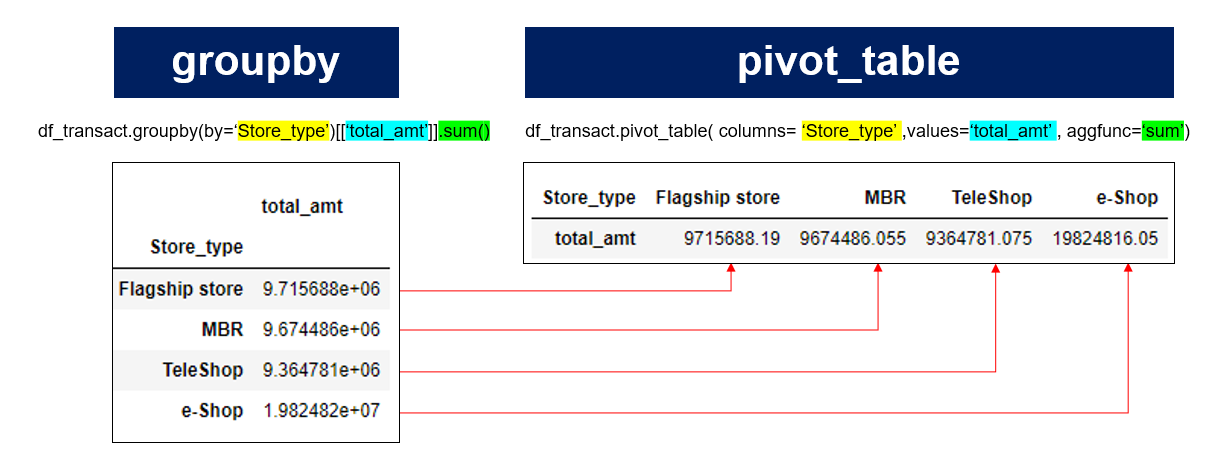 groupby
df_transact.groupby(by=‘Store_type’)[[‘total_amt’]].sum()
total_amt
Store_type
Flagship store 9.715688e+06
MBR 9.674486e+06
TeleShop 9.364781e+06
e-Shop 1.982482e+07
pivot_table
df_transact.pivot_table( columns= ‘Store_type’ ,values=‘total_amt’ , aggfunc=‘sum’)
Store_type Flagship store MBR TeleShop e-Shop
total_amt 9715688.19 9674486.055 9364781.075 19824816.05